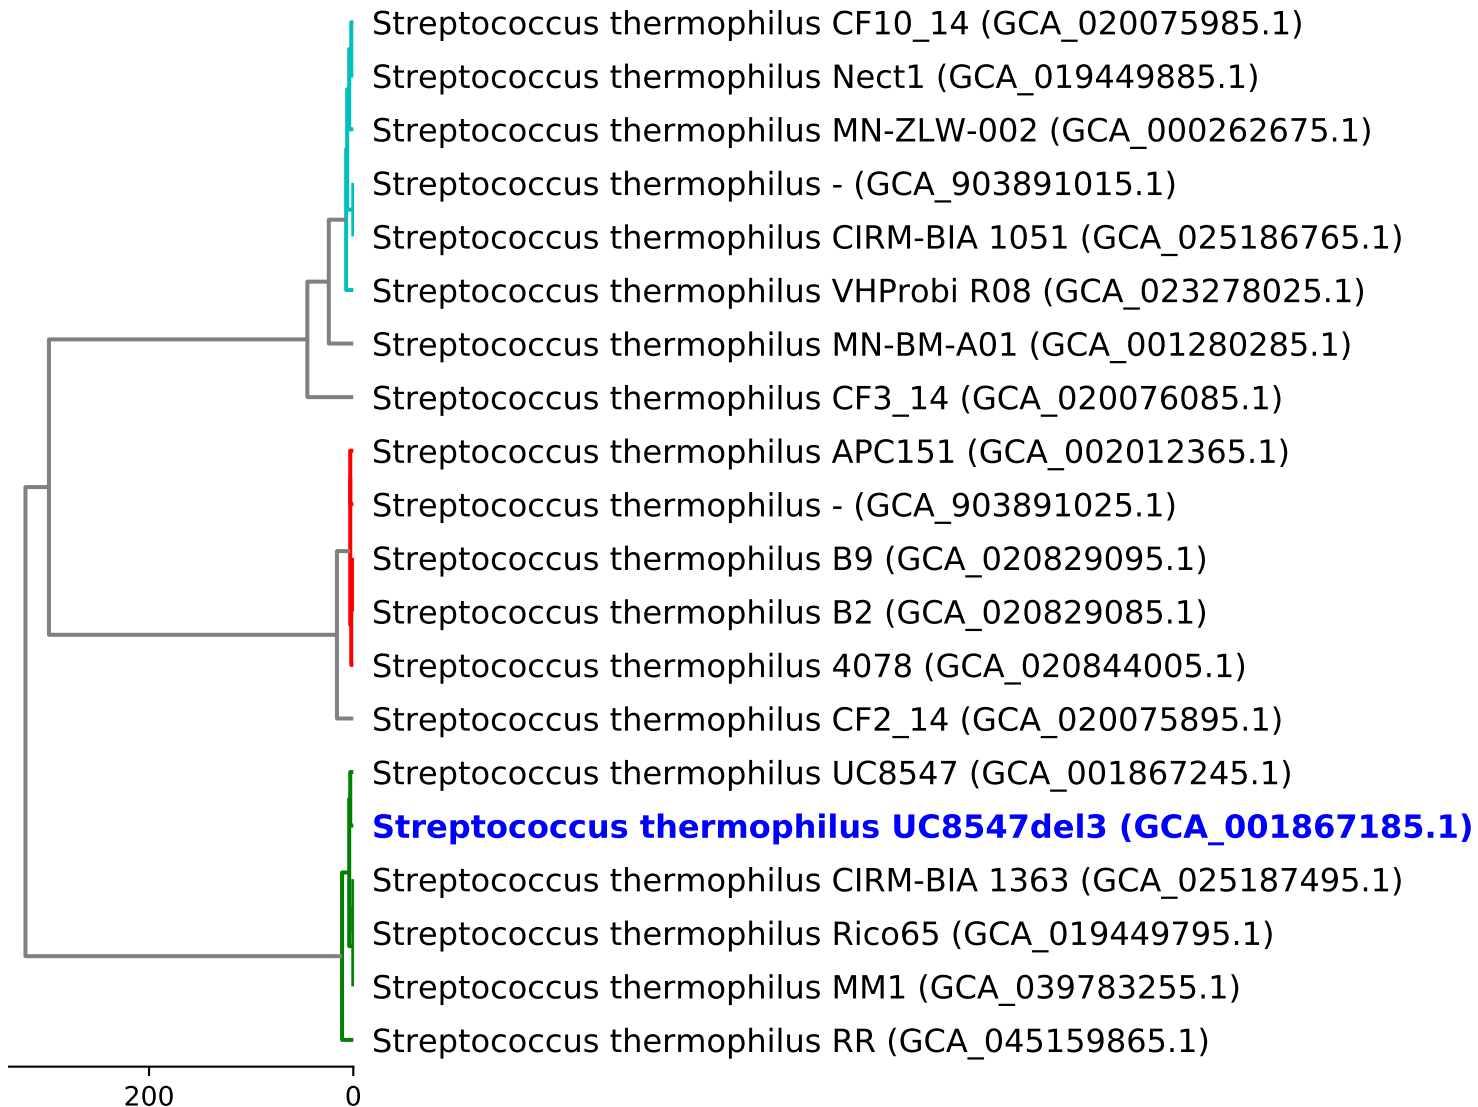 Streptococcus thermophilus CF10_14 (GCA_020075985.1)
Streptococcus thermophilus Nect1 (GCA_019449885.1)
Streptococcus thermophilus MN-ZLW-002 (GCA_000262675.1)
Streptococcus thermophilus - (GCA_903891015.1)
Streptococcus thermophilus CIRM-BIA 1051 (GCA_025186765.1)
Streptococcus thermophilus VHProbi R08 (GCA_023278025.1)
Streptococcus thermophilus MN-BM-A01 (GCA_001280285.1)
Streptococcus thermophilus CF3_14 (GCA_020076085.1)
Streptococcus thermophilus APC151 (GCA_002012365.1)
Streptococcus thermophilus - (GCA_903891025.1)
Streptococcus thermophilus B9 (GCA_020829095.1)
Streptococcus thermophilus B2 (GCA_020829085.1)
Streptococcus thermophilus 4078 (GCA_020844005.1)
Streptococcus thermophilus CF2_14 (GCA_020075895.1)
Streptococcus thermophilus UC8547 (GCA_001867245.1)
Streptococcus thermophilus UC8547del3 (GCA_001867185.1)
Streptococcus thermophilus CIRM-BIA 1363 (GCA_025187495.1)
Streptococcus thermophilus Rico65 (GCA_019449795.1)
Streptococcus thermophilus MM1 (GCA_039783255.1)
Streptococcus thermophilus RR (GCA_045159865.1)
200 0